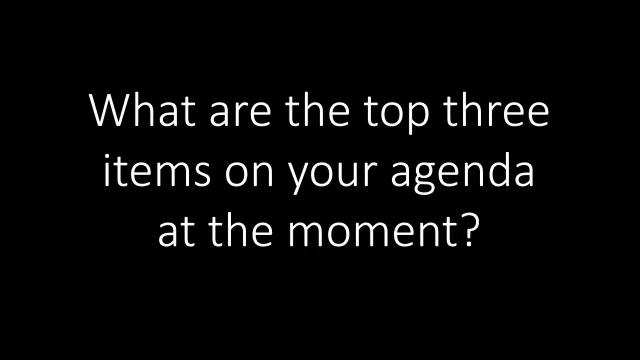 What are the top three
items on your agenda
at the moment?